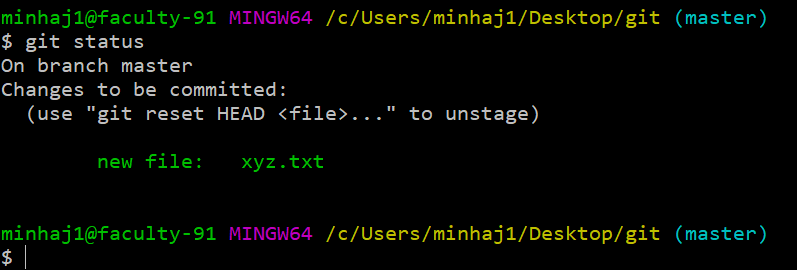 minhaj1@faculty-91 MINGW64 /c/Users/minhaj1/Desktop/git (master)
$ git status
On branch master
Changes to be committed:
  (use "git reset HEAD <file>..." to unstage)
        new file:   xyz.txt
minhaj1@faculty-91 MINGW64 /c/Users/minhaj1/Desktop/git (master)
$